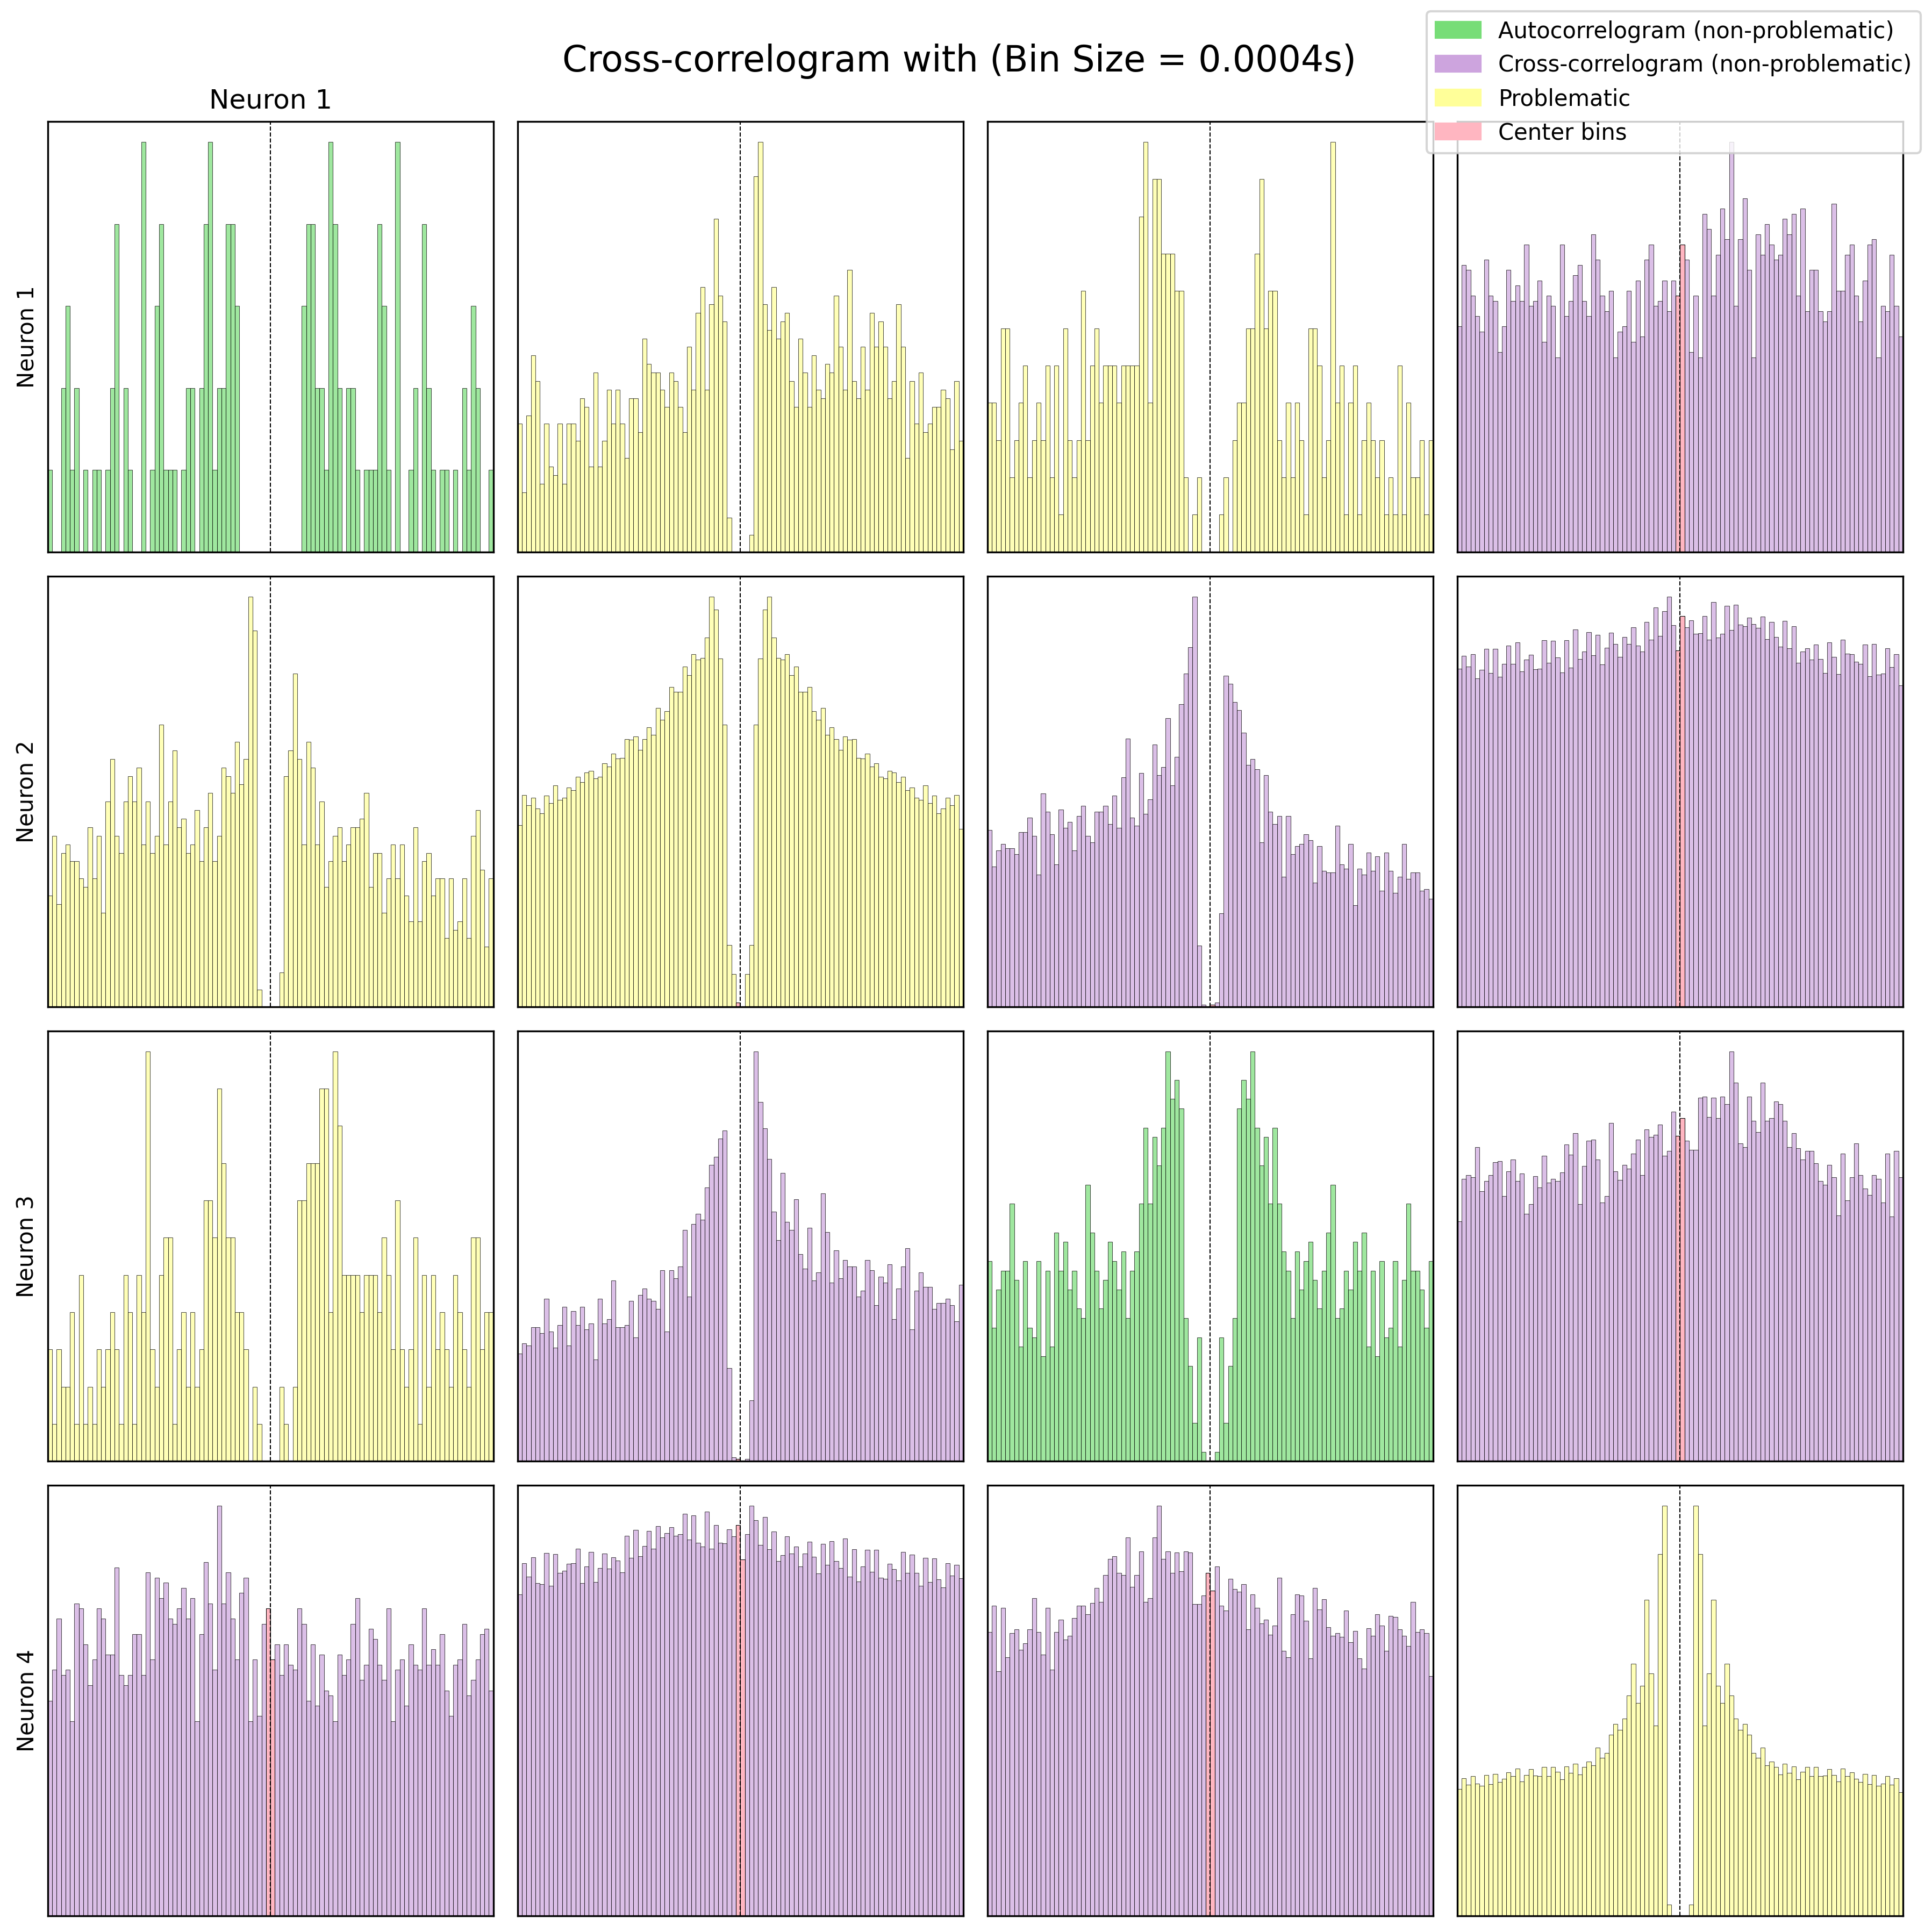 Cross-correlogram with (Bin Size = 0.0004s)
Autocorrelogram (non-problematic)
Cross-correlogram (non-problematic)
Problematic
Center bins
Neuron 1
Neuron 1
Neuron 2
Neuron 3
Neuron 4